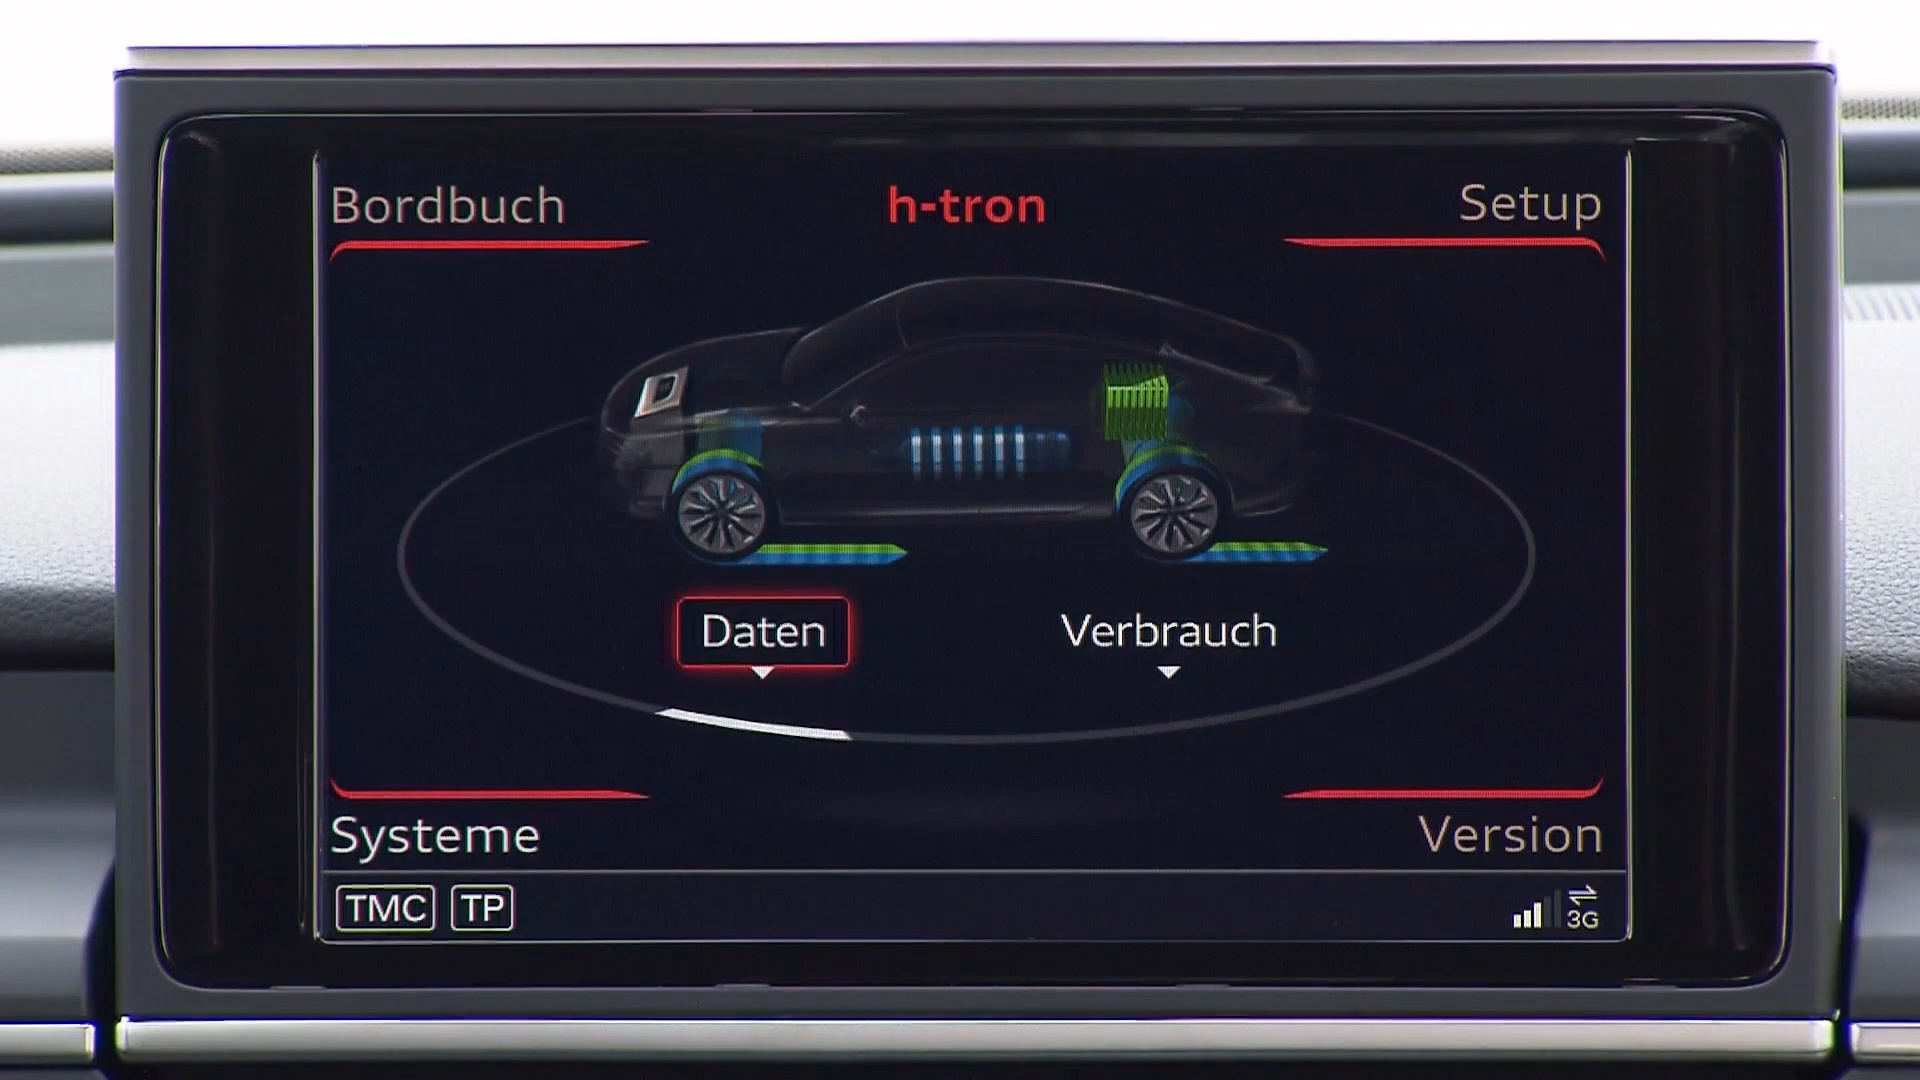 Bordbuch
h-tron
Setup
Daten
Verbrauch
Systeme
Version
TMC TP
3G